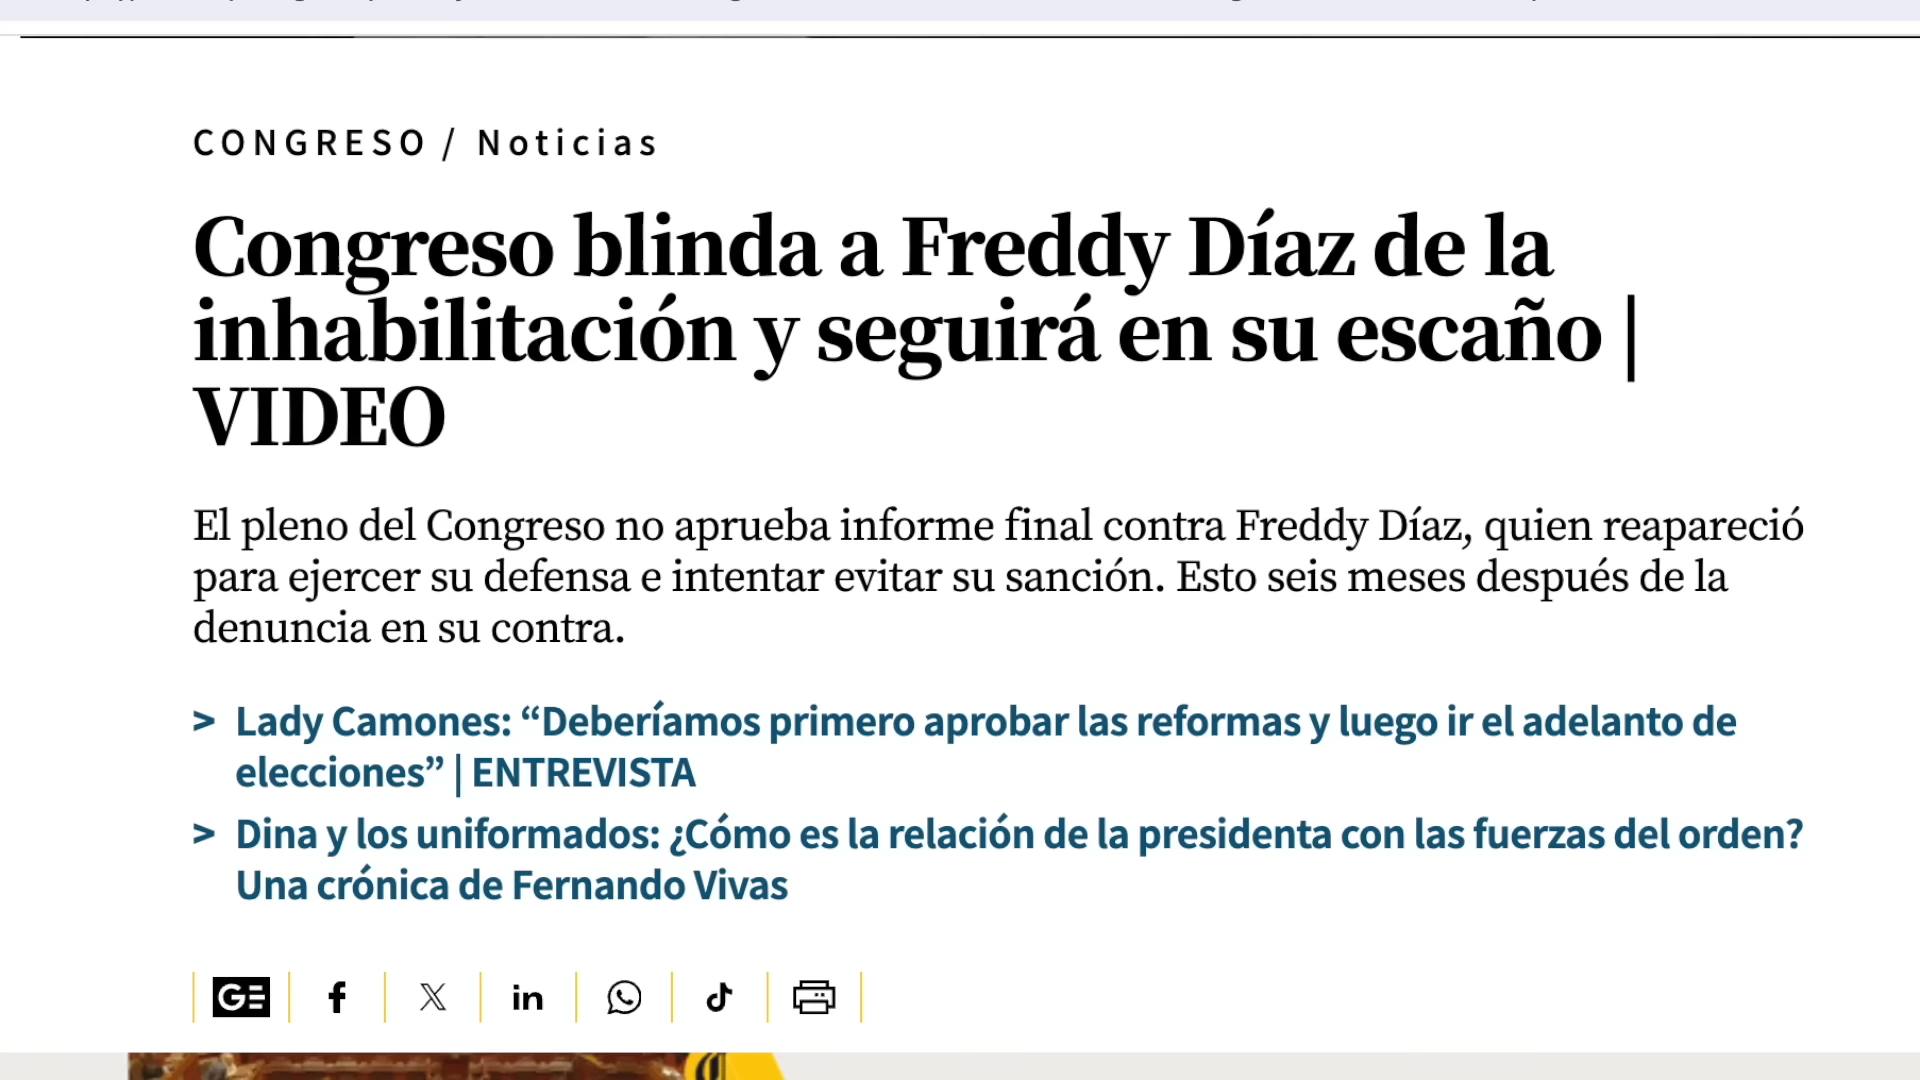 CONGRESO / Noticias
Congreso blinda a Freddy Díaz de la
inhabilitación y seguirá en su escaño |
VIDEO
El pleno del Congreso no aprueba informe final contra Freddy Díaz, quien reapareció
para ejercer su defensa e intentar evitar su sanción. Esto seis meses después de la
denuncia en su contra.
> Lady Camones: “Deberíamos primero aprobar las reformas y luego ir el adelanto de
elecciones” | ENTREVISTA
> Dina y los uniformados: ¿Cómo es la relación de la presidenta con las fuerzas del orden?
Una crónica de Fernando Vivas
GE f X in